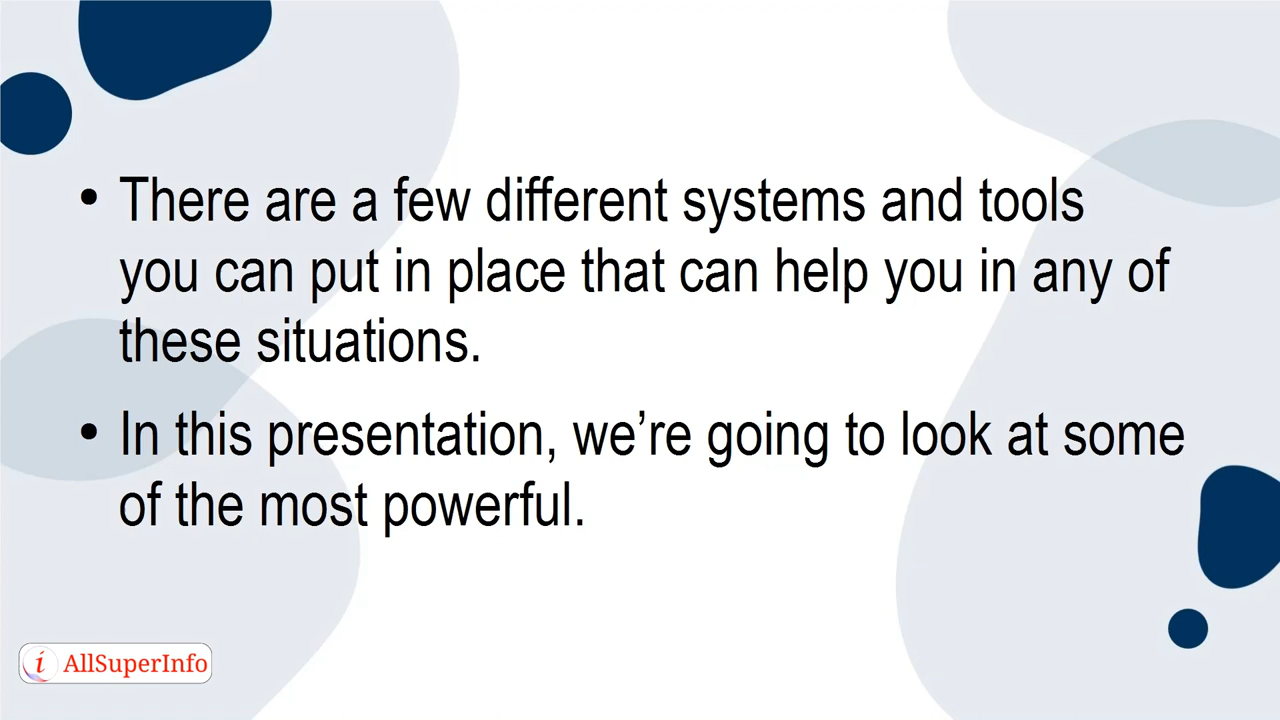 • There are a few different systems and tools
you can put in place that can help you in any of
these situations.
• In this presentation, we’re going to look at some
of the most powerful.
i AllSuperInfo